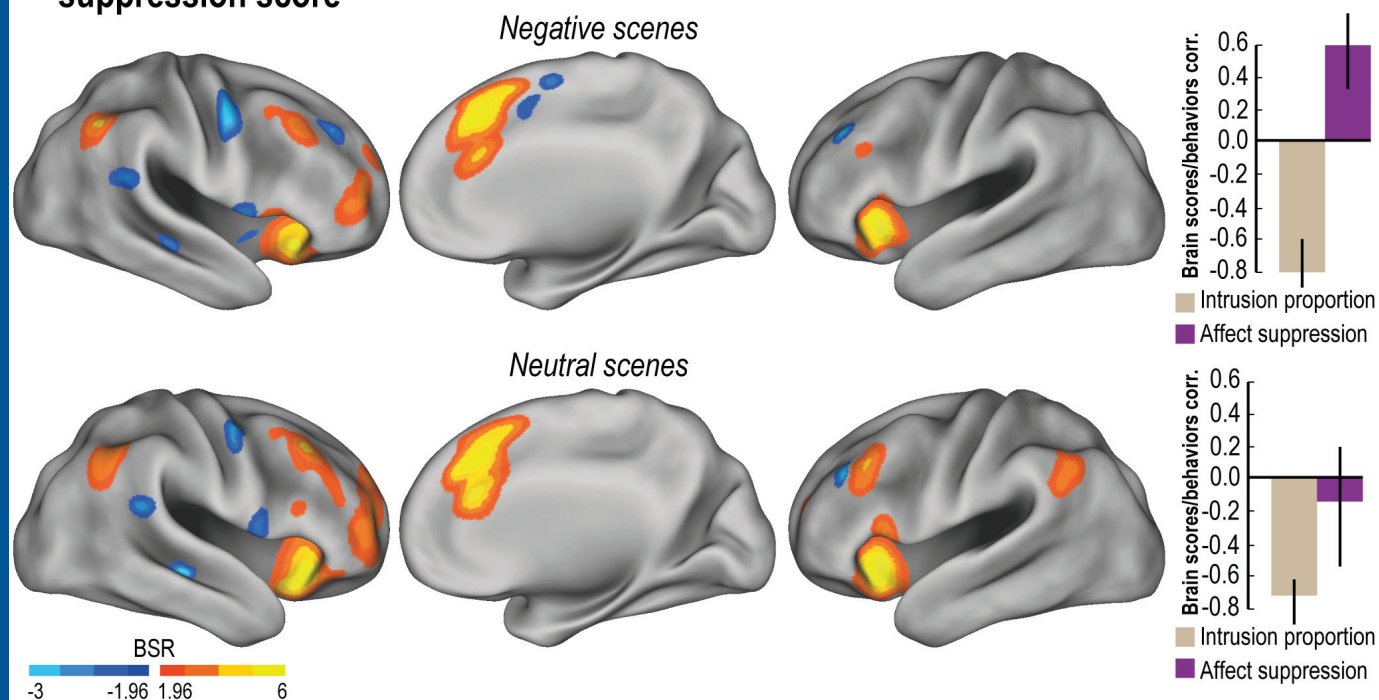 suppression score
Negative scenes
Brain scores/behaviors corr.
0.6
0.4
0.2
0.0
-0.2
-0.4
-0.6
-0.8
Intrusion proportion
Affect suppression
Neutral scenes
Brain scores/behaviors corr.
0.6
0.4
0.2
0.0
-0.2
-0.4
-0.6
-0.8
Intrusion proportion
Affect suppression
BSR
-3 -1.96 1.96 6